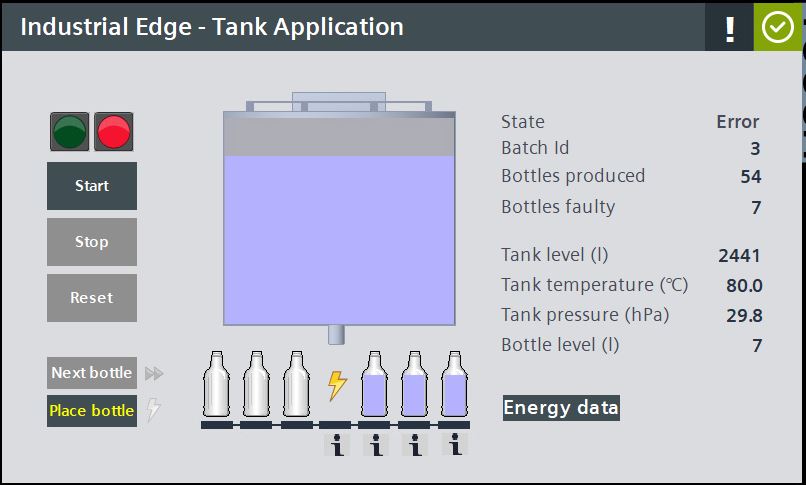 Industrial Edge - Tank Application
!
State Error
Batch Id 3
Bottles produced 54
Bottles faulty 7
Start
Stop
Reset
Tank level (l) 2441
Tank temperature (°C) 80.0
Tank pressure (hPa) 29.8
Bottle level (l) 7
Next bottle
Place bottle
Energy data
i i i i